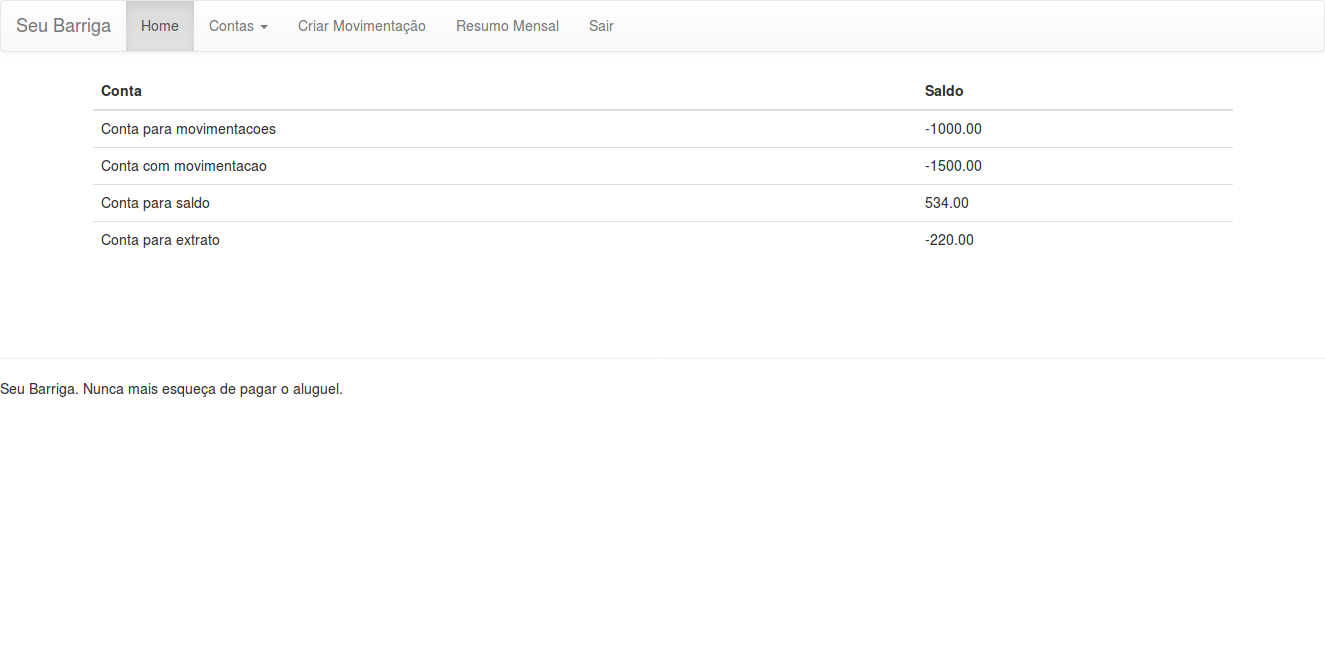 Seu Barriga Home Contas Criar Movimentação Resumo Mensal Sair
Conta Saldo
Conta para movimentacoes -1000.00
Conta com movimentacao -1500.00
Conta para saldo 534.00
Conta para extrato -220.00
Seu Barriga. Nunca mais esqueça de pagar o aluguel.